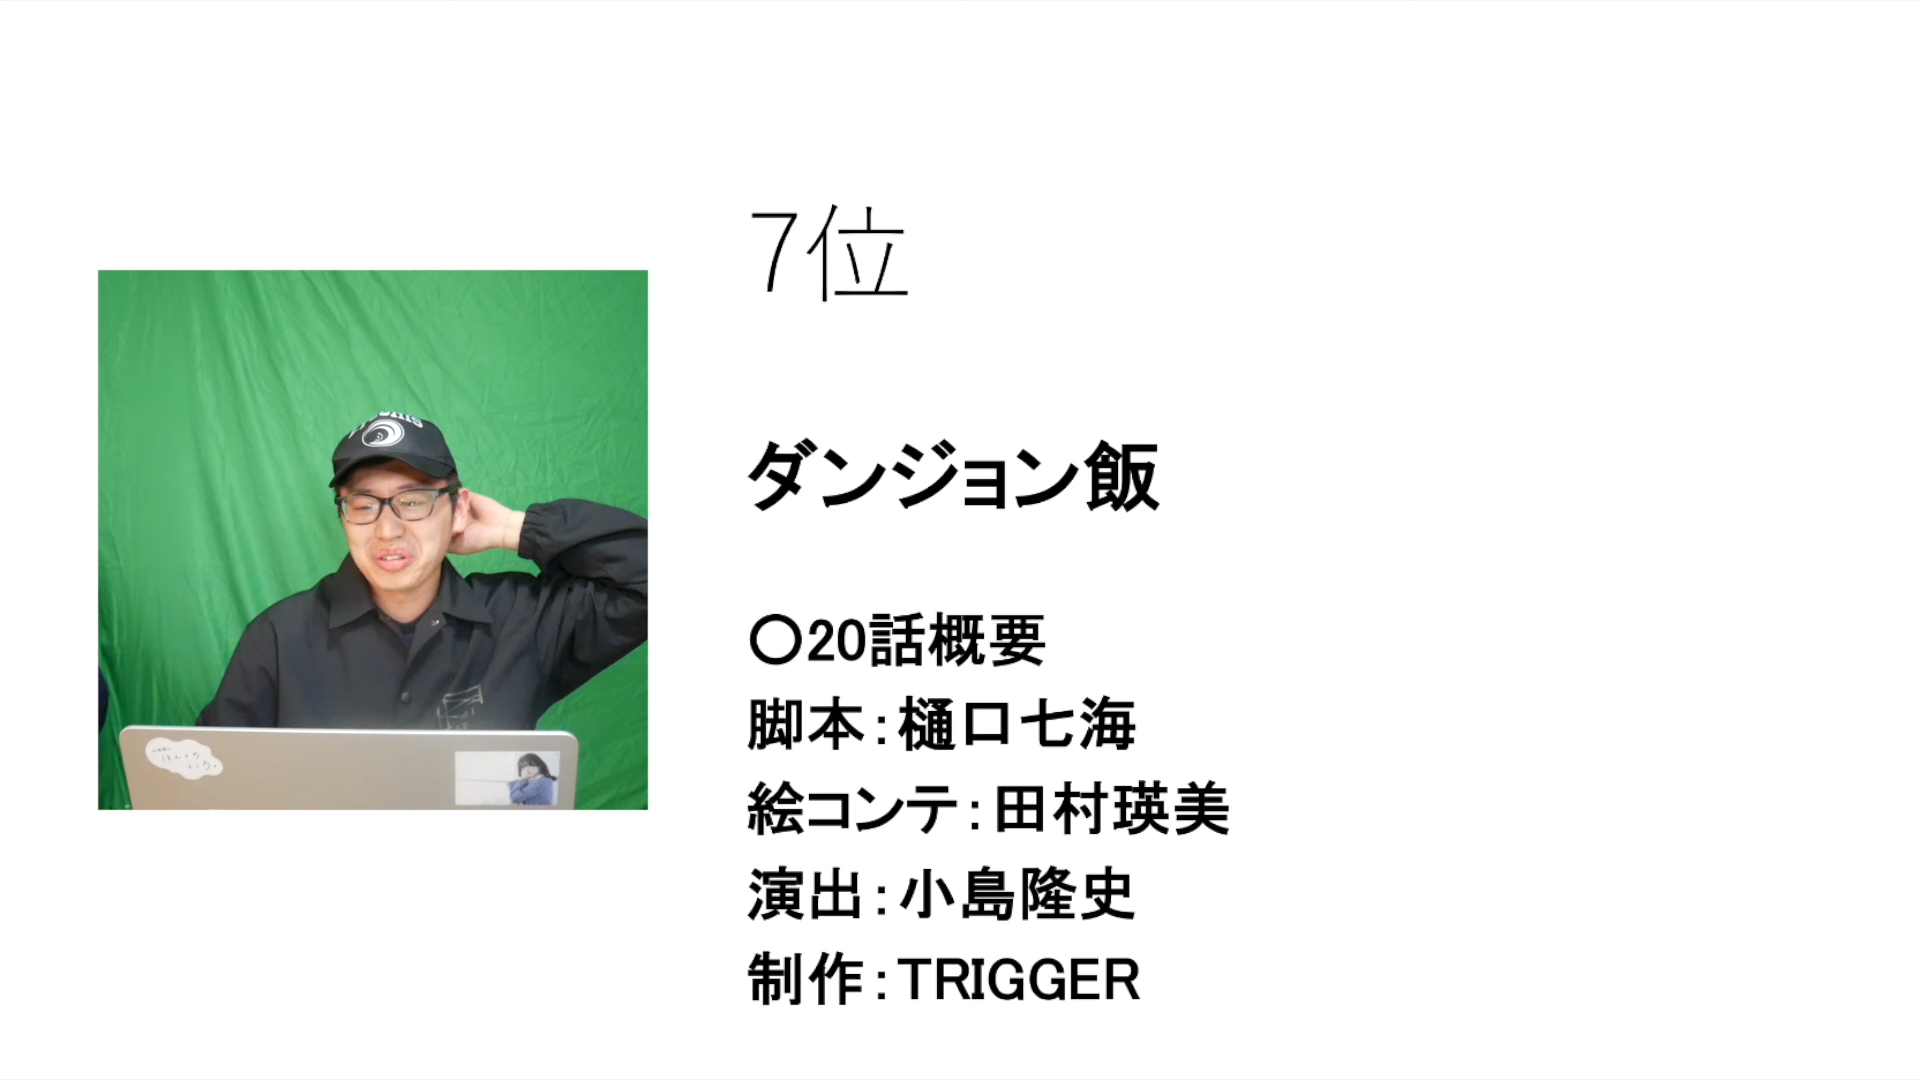 7位
ダンジョン飯
〇20話概要
脚本：樋口七海
絵コンテ：田村瑛美
演出：小島隆史
制作：TRIGGER